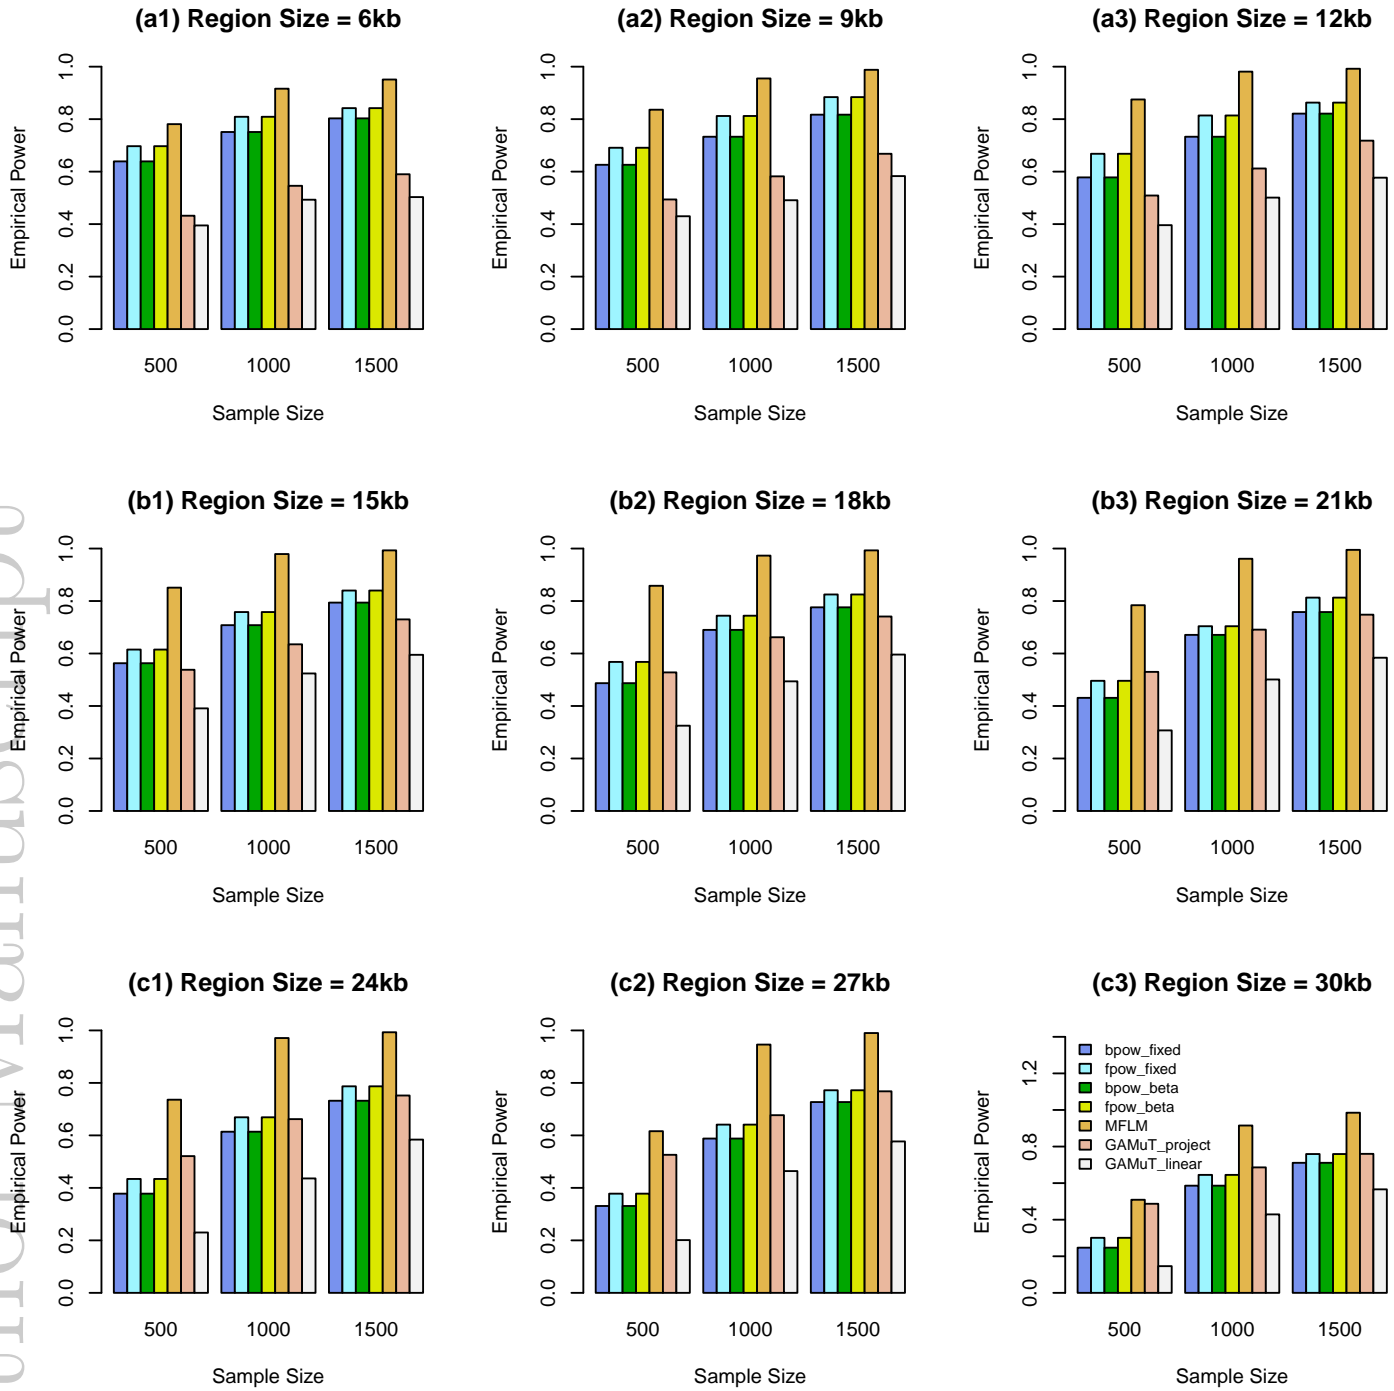 (a1) Region Size = 6kb
Empirical Power
0.0 0.2 0.4 0.6 0.8 1.0
500 1000 1500
Sample Size
(a2) Region Size = 9kb
Empirical Power
0.0 0.2 0.4 0.6 0.8 1.0
500 1000 1500
Sample Size
(a3) Region Size = 12kb
Empirical Power
0.0 0.2 0.4 0.6 0.8 1.0
500 1000 1500
Sample Size
(b1) Region Size = 15kb
Empirical Power
0.0 0.2 0.4 0.6 0.8 1.0
500 1000 1500
Sample Size
(b2) Region Size = 18kb
Empirical Power
0.0 0.2 0.4 0.6 0.8 1.0
500 1000 1500
Sample Size
(b3) Region Size = 21kb
Empirical Power
0.0 0.2 0.4 0.6 0.8 1.0
500 1000 1500
Sample Size
(c1) Region Size = 24kb
Empirical Power
0.0 0.2 0.4 0.6 0.8 1.0
500 1000 1500
Sample Size
(c2) Region Size = 27kb
Empirical Power
0.0 0.2 0.4 0.6 0.8 1.0
500 1000 1500
Sample Size
(c3) Region Size = 30kb
Empirical Power
0.0 0.4 0.8 1.2
bpow_fixed
fpow_fixed
bpow_beta
fpow_beta
MFLM
GAMuT_project
GAMuT_linear
500 1000 1500
Sample Size